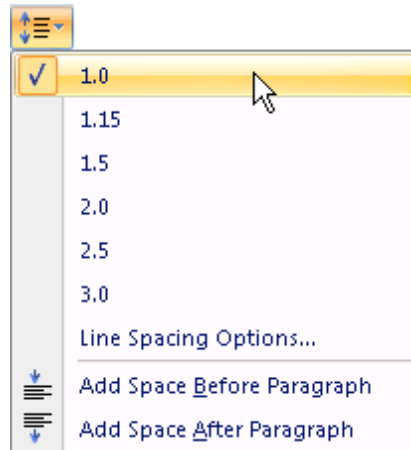 1.0
1.15
1.5
2.0
2.5
3.0
Line Spacing Options...
Add Space Before Paragraph
Add Space After Paragraph